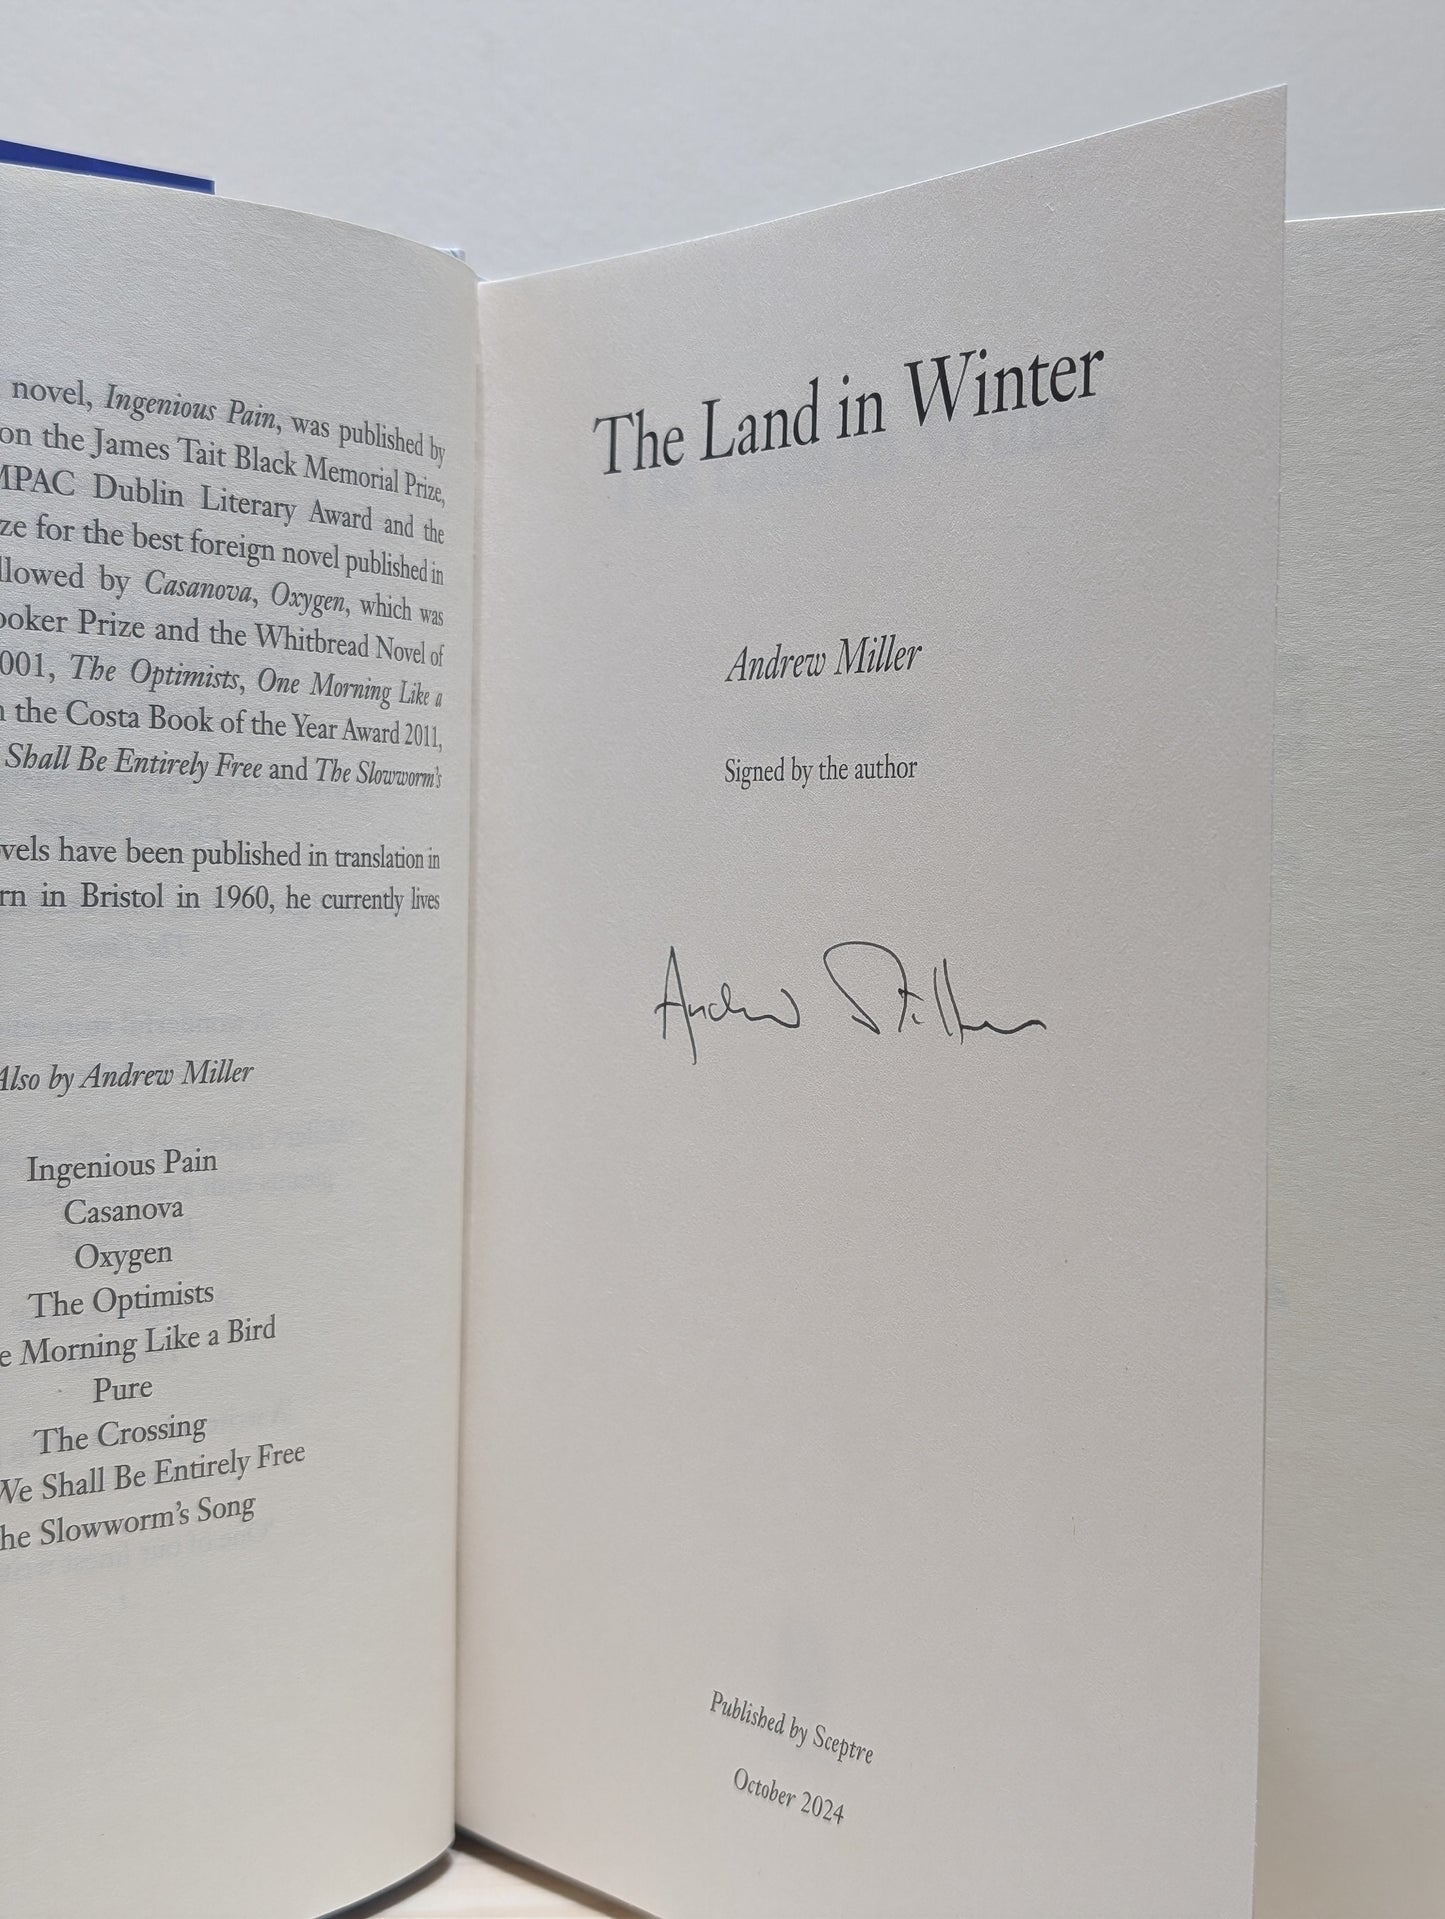 novel, Ingenious Pain, was published by
on the James Tait Black Memorial Prize,
MPAC Dublin Literary Award and the
ze for the best foreign novel published in
llowed by Casanova, Oxygen, which was
ooker Prize and the Whitbread Novel of
001, The Optimists, One Morning Like a
the Costa Book of the Year Award 2011,
Shall Be Entirely Free and The Slowworm's
vels have been published in translation in
rn in Bristol in 1960, he currently lives
Also by Andrew Miller
Ingenious Pain
Casanova
Oxygen
The Optimists
e Morning Like a Bird
Pure
The Crossing
We Shall Be Entirely Free
he Slowworm's Song
The Land in Winter
Andrew Miller
Signed by the author
Andrew Miller
Published by Sceptre
October 2024